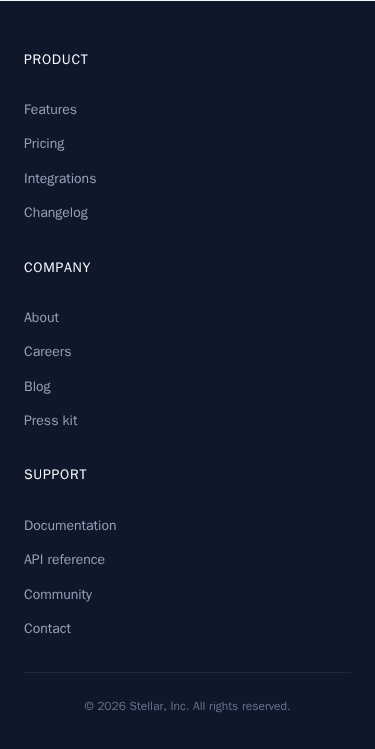 PRODUCT
Features
Pricing
Integrations
Changelog
COMPANY
About
Careers
Blog
Press kit
SUPPORT
Documentation
API reference
Community
Contact
© 2026 Stellar, Inc. All rights reserved.